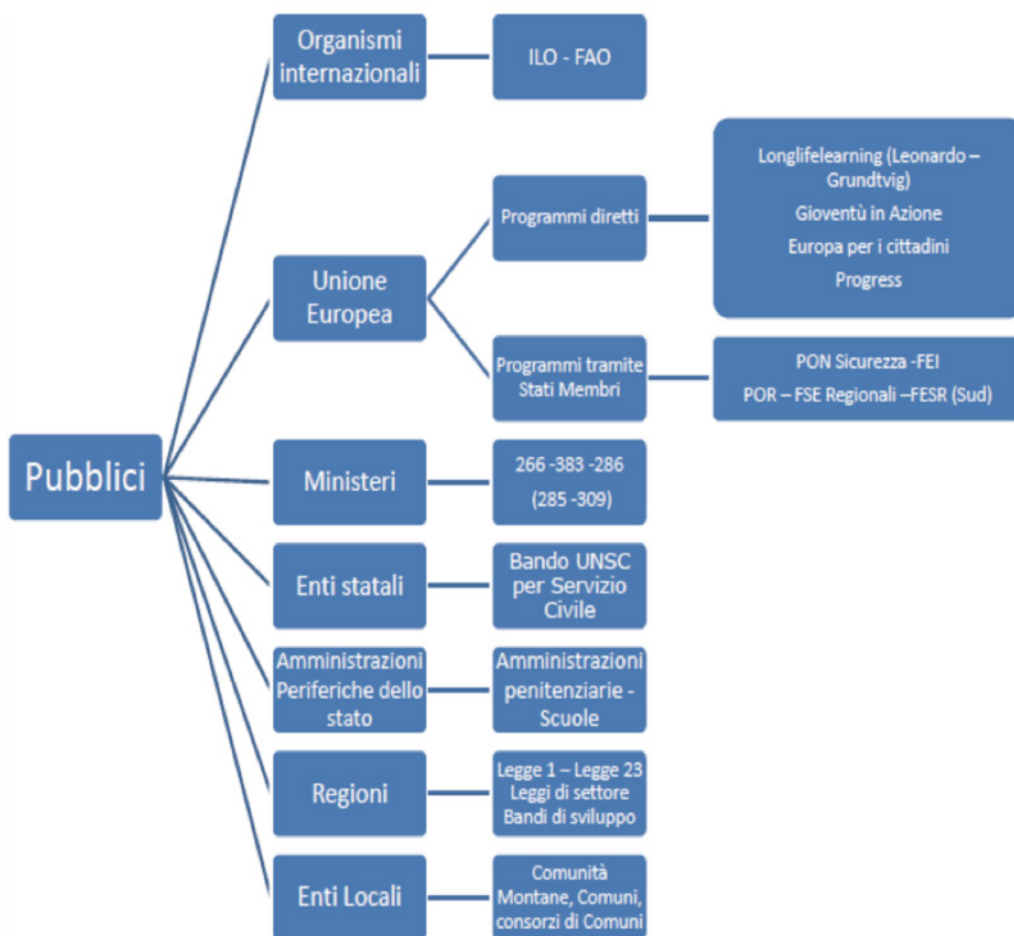 Pubblici
Organismi
internazionali
ILO - FAO
Unione
Europea
Programmi diretti
Longlifelearning (Leonardo –
Grundtvig)
Gioventù in Azione
Europa per i cittadini
Progress
Programmi tramite
Stati Membri
PON Sicurezza -FEI
POR – FSE Regionali –FESR (Sud)
Ministeri
266 -383 -286
(285 -309)
Enti statali
Bando UNSC
per Servizio
Civile
Amministrazioni
Periferiche dello
stato
Amministrazioni
penitenziarie -
Scuole
Regioni
Legge 1 – Legge 23
Leggi di settore
Bandi di sviluppo
Enti Locali
Comunità
Montane, Comuni,
consorzi di Comuni